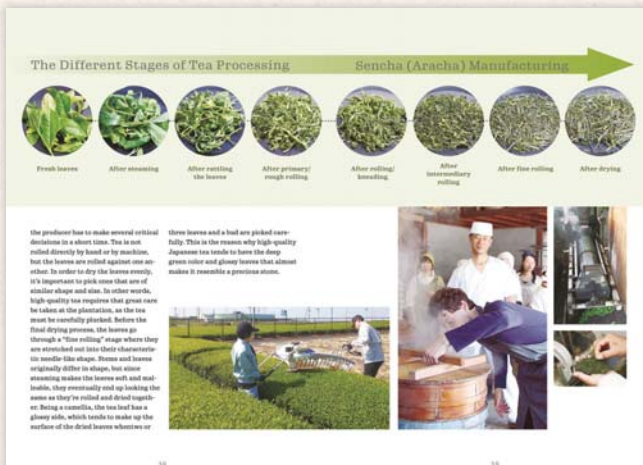 The Different Stages of Tea Processing
Sencha (Aracha) Manufacturing
Fresh leaves
After steaming
After rattling
the leaves
After primary/
rough rolling
After rolling/
kneading
After
intermediary
rolling
After fine rolling
After drying
the producer has to make several critical
decisions in a short time. Tea is not
rolled directly by hand or by machine,
but the leaves are rolled against one an-
other. In order to dry the leaves evenly,
it's important to pick ones that are of
similar shape and size. In other words,
high-quality tea requires that great care
be taken at the plantation, as the tea
must be carefully plucked. Before the
final drying process, the leaves go
through a "fine rolling" stage where they
are stretched out into their characteris-
tic needle-like shape. Stems and leaves
originally differ in shape, but since
steaming makes the leaves soft and mal-
leable, they eventually end up looking the
same as they're rolled and dried togeth-
er. Being a camellia, the tea leaf has a
glossy side, which tends to make up the
surface of the dried leaves whentwo or
three leaves and a bud are picked care-
fully. This is the reason why high-quality
Japanese tea tends to have the deep
green color and glossy leaves that almost
makes it resemble a precious stone.